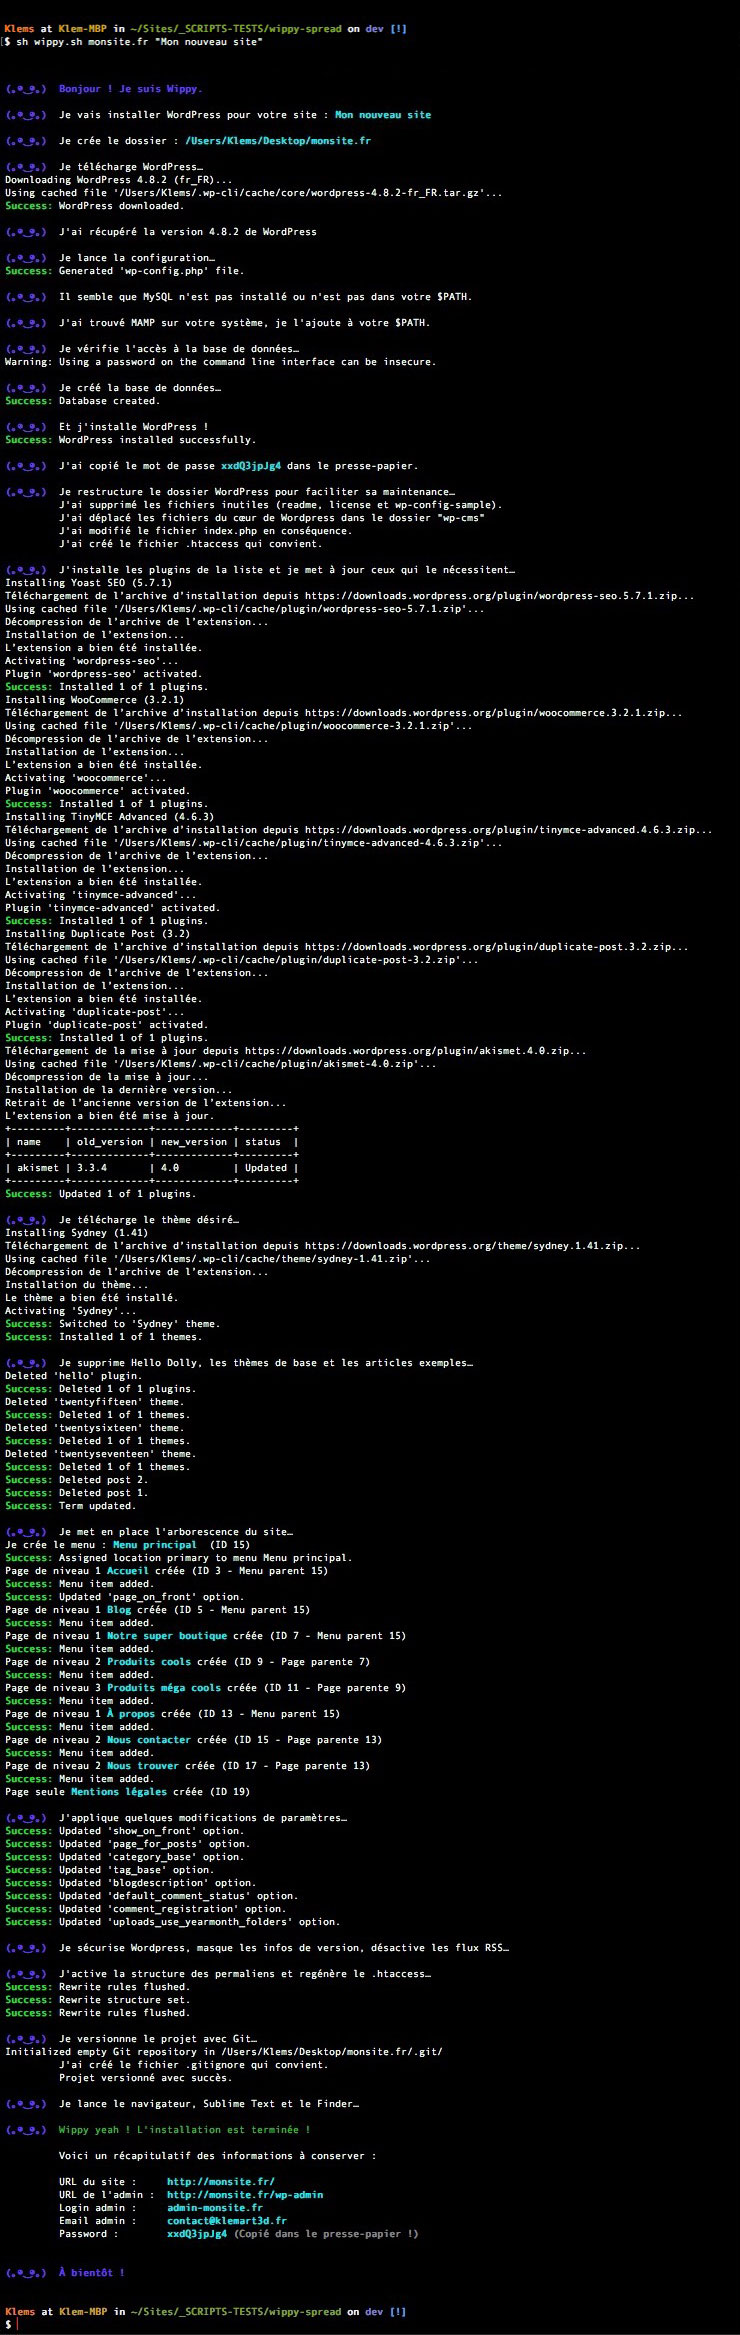 Klems at Klem-MBP in ~/Sites/_SCRIPTS-TESTS/wippy-spread on dev [!]
$ sh wippy.sh monsite.fr "Mon nouveau site"
Bonjour ! Je suis Wippy.
Je vais installer WordPress pour votre site : Mon nouveau site
Je crée le dossier : /Users/Klems/Desktop/monsite.fr
Je télécharge WordPress…
Downloading WordPress 4.8.2 (fr_FR)...
Using cached file '/Users/Klems/.wp-cli/cache/core/wordpress-4.8.2-fr_FR.tar.gz'...
Success: WordPress downloaded.
J'ai récupéré la version 4.8.2 de WordPress
Je lance la configuration…
Success: Generated 'wp-config.php' file.
Il semble que MySQL n'est pas installé ou n'est pas dans votre $PATH.
J'ai trouvé MAMP sur votre système, je l'ajoute à votre $PATH.
Je vérifie l'accès à la base de données…
Warning: Using a password on the command line interface can be insecure.
Je créé la base de données…
Success: Database created.
Et j'installe WordPress !
Success: WordPress installed successfully.
J'ai copié le mot de passe xxdQ3jpJg4 dans le presse-papier.
Je restructure le dossier WordPress pour faciliter sa maintenance…
J'ai supprimé les fichiers inutiles (readme, license et wp-config-sample).
J'ai déplacé les fichiers du cœur de Wordpress dans le dossier "wp-cms"
J'ai modifié le fichier index.php en conséquence.
J'ai créé le fichier .htaccess qui convient.
J'installe les plugins de la liste et je met à jour ceux qui le nécessitent…
Installing Yoast SEO (5.7.1)
Téléchargement de l’archive d’installation depuis https://downloads.wordpress.org/plugin/wordpress-seo.5.7.1.zip...
Using cached file '/Users/Klems/.wp-cli/cache/plugin/wordpress-seo-5.7.1.zip'...
Décompression de l’archive de l’extension...
Installation de l’extension...
L’extension a bien été installée.
Activating 'wordpress-seo'...
Plugin 'wordpress-seo' activated.
Success: Installed 1 of 1 plugins.
Installing WooCommerce (3.2.1)
Téléchargement de l’archive d’installation depuis https://downloads.wordpress.org/plugin/woocommerce.3.2.1.zip...
Using cached file '/Users/Klems/.wp-cli/cache/plugin/woocommerce-3.2.1.zip'...
Décompression de l’archive de l’extension...
Installation de l’extension...
L’extension a bien été installée.
Activating 'woocommerce'...
Plugin 'woocommerce' activated.
Success: Installed 1 of 1 plugins.
Installing TinyMCE Advanced (4.6.3)
Téléchargement de l’archive d’installation depuis https://downloads.wordpress.org/plugin/tinymce-advanced.4.6.3.zip...
Using cached file '/Users/Klems/.wp-cli/cache/plugin/tinymce-advanced-4.6.3.zip'...
Décompression de l’archive de l’extension...
Installation de l’extension...
L’extension a bien été installée.
Activating 'tinymce-advanced'...
Plugin 'tinymce-advanced' activated.
Success: Installed 1 of 1 plugins.
Installing Duplicate Post (3.2)
Téléchargement de l’archive d’installation depuis https://downloads.wordpress.org/plugin/duplicate-post.3.2.zip...
Using cached file '/Users/Klems/.wp-cli/cache/plugin/duplicate-post-3.2.zip'...
Décompression de l’archive de l’extension...
Installation de l’extension...
L’extension a bien été installée.
Activating 'duplicate-post'...
Plugin 'duplicate-post' activated.
Success: Installed 1 of 1 plugins.
Téléchargement de la mise à jour depuis https://downloads.wordpress.org/plugin/akismet.4.0.zip...
Using cached file '/Users/Klems/.wp-cli/cache/plugin/akismet-4.0.zip'...
Décompression de la mise à jour...
Installation de la dernière version...
Retrait de l’ancienne version de l’extension...
L’extension a bien été mise à jour.
+---------+-------------+-------------+---------+
| name    | old_version | new_version | status  |
+---------+-------------+-------------+---------+
| akismet | 3.3.4       | 4.0         | Updated |
+---------+-------------+-------------+---------+
Success: Updated 1 of 1 plugins.
Je télécharge le thème désiré…
Installing Sydney (1.41)
Téléchargement de l’archive d’installation depuis https://downloads.wordpress.org/theme/sydney.1.41.zip...
Using cached file '/Users/Klems/.wp-cli/cache/theme/sydney-1.41.zip'...
Décompression de l’archive de l’extension...
Installation du thème...
Le thème a bien été installé.
Activating 'Sydney'...
Success: Switched to 'Sydney' theme.
Success: Installed 1 of 1 themes.
Je supprime Hello Dolly, les thèmes de base et les articles exemples…
Deleted 'hello' plugin.
Success: Deleted 1 of 1 plugins.
Deleted 'twentyfifteen' theme.
Success: Deleted 1 of 1 themes.
Deleted 'twentysixteen' theme.
Success: Deleted 1 of 1 themes.
Deleted 'twentyseventeen' theme.
Success: Deleted 1 of 1 themes.
Success: Deleted post 2.
Success: Deleted post 1.
Success: Term updated.
Je met en place l'arborescence du site…
Je crée le menu : Menu principal  (ID 15)
Success: Assigned location primary to menu Menu principal.
Page de niveau 1 Accueil créée (ID 3 - Menu parent 15)
Success: Menu item added.
Success: Updated 'page_on_front' option.
Page de niveau 1 Blog créée (ID 5 - Menu parent 15)
Success: Menu item added.
Page de niveau 1 Notre super boutique créée (ID 7 - Menu parent 15)
Success: Menu item added.
Page de niveau 2 Produits cools créée (ID 9 - Page parente 7)
Success: Menu item added.
Page de niveau 3 Produits méga cools créée (ID 11 - Page parente 9)
Success: Menu item added.
Page de niveau 1 À propos créée (ID 13 - Menu parent 15)
Success: Menu item added.
Page de niveau 2 Nous contacter créée (ID 15 - Page parente 13)
Success: Menu item added.
Page de niveau 2 Nous trouver créée (ID 17 - Page parente 13)
Success: Menu item added.
Page seule Mentions légales créée (ID 19)
J'applique quelques modifications de paramètres…
Success: Updated 'show_on_front' option.
Success: Updated 'page_for_posts' option.
Success: Updated 'category_base' option.
Success: Updated 'tag_base' option.
Success: Updated 'blogdescription' option.
Success: Updated 'default_comment_status' option.
Success: Updated 'comment_registration' option.
Success: Updated 'uploads_use_yearmonth_folders' option.
Je sécurise Wordpress, masque les infos de version, désactive les flux RSS…
J'active la structure des permaliens et regénère le .htaccess…
Success: Rewrite rules flushed.
Success: Rewrite structure set.
Success: Rewrite rules flushed.
Je versionnne le projet avec Git…
Initialized empty Git repository in /Users/Klems/Desktop/monsite.fr/.git/
J'ai créé le fichier .gitignore qui convient.
Projet versionné avec succès.
Je lance le navigateur, Sublime Text et le Finder…
Wippy yeah ! L'installation est terminée !
Voici un récapitulatif des informations à conserver :
URL du site :     http://monsite.fr/
URL de l'admin :  http://monsite.fr/wp-admin
Login admin :     admin-monsite.fr
Email admin :     contact@klemart3d.fr
Password :        xxdQ3jpJg4 (Copié dans le presse-papier !)
À bientôt !
Klems at Klem-MBP in ~/Sites/_SCRIPTS-TESTS/wippy-spread on dev [!]
$